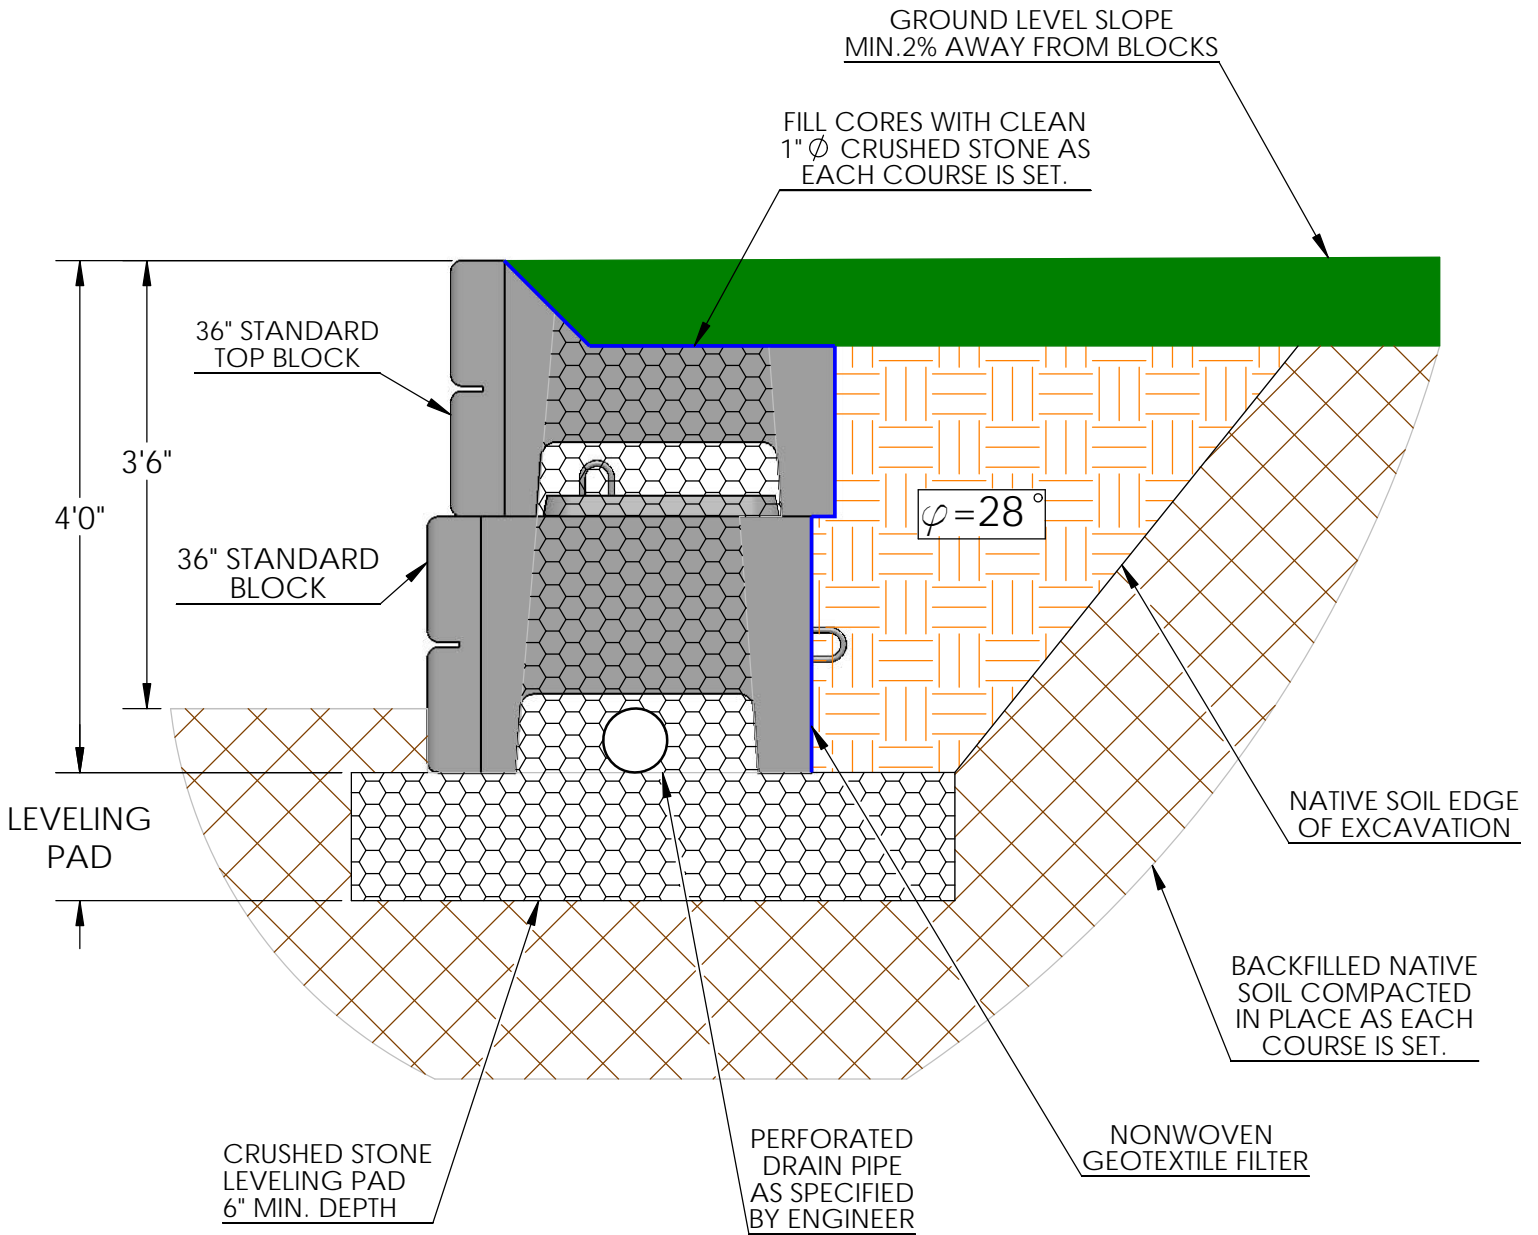 GROUND LEVEL SLOPE
MIN.2% AWAY FROM BLOCKS
FILL CORES WITH CLEAN
1" Ø CRUSHED STONE AS
EACH COURSE IS SET.
36" STANDARD
TOP BLOCK
3'6"
4'0"
φ=28°
36" STANDARD
BLOCK
LEVELING
PAD
NATIVE SOIL EDGE
OF EXCAVATION
BACKFILLED NATIVE
SOIL COMPACTED
IN PLACE AS EACH
COURSE IS SET.
CRUSHED STONE
LEVELING PAD
6" MIN. DEPTH
PERFORATED
DRAIN PIPE
AS SPECIFIED
BY ENGINEER
NONWOVEN
GEOTEXTILE FILTER